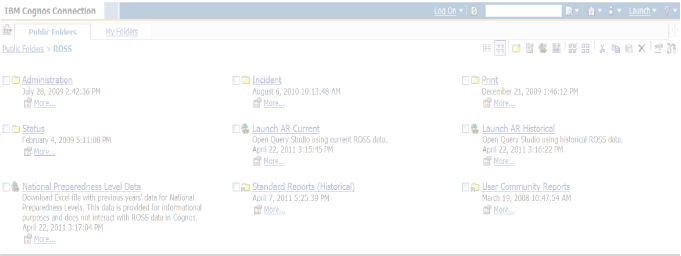 IBM Cognos Connection
Log On
Launch
Public Folders
My Folders
Public Folders > ROSS
Administration
July 28, 2009 2:42:36 PM
More...
Incident
August 6, 2010 10:13:48 AM
More...
Print
December 21, 2009 1:46:12 PM
More...
Status
February 4, 2009 5:11:08 PM
More...
Launch AR Current
Open Query Studio using current ROSS data.
April 22, 2011 3:15:45 PM
More...
Launch AR Historical
Open Query Studio using historical ROSS data.
April 22, 2011 3:16:22 PM
More...
National Preparedness Level Data
Download Excel file with previous years' data for National
Preparedness Levels. This data is provided for informational
purposes and does not interact with ROSS data in Cognos.
April 22, 2011 3:17:04 PM
More...
Standard Reports (Historical)
April 7, 2011 5:25:39 PM
More...
User Community Reports
March 19, 2008 10:47:54 AM
More...